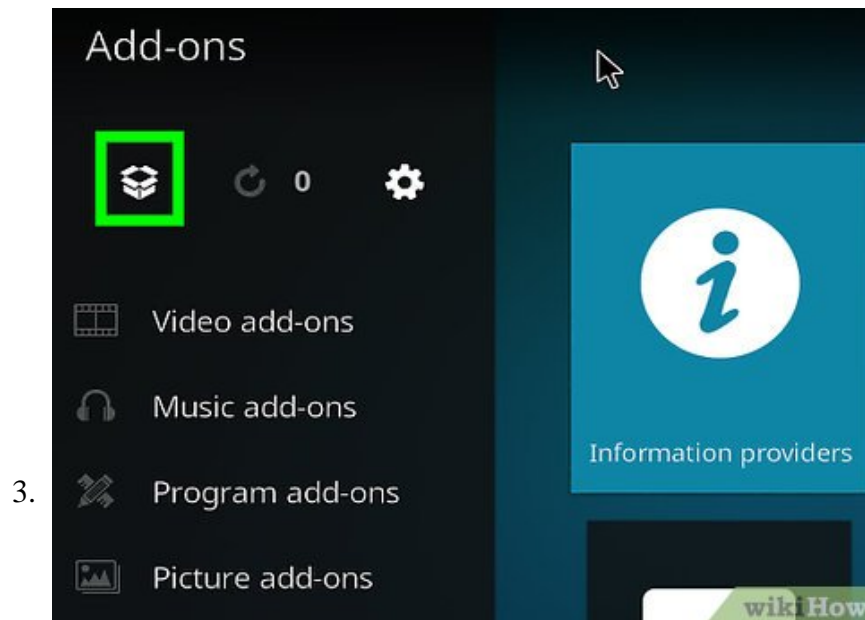 Add-ons
0
Video add-ons
Music add-ons
Information providers
3.
Program add-ons
Picture add-ons
wikiHow